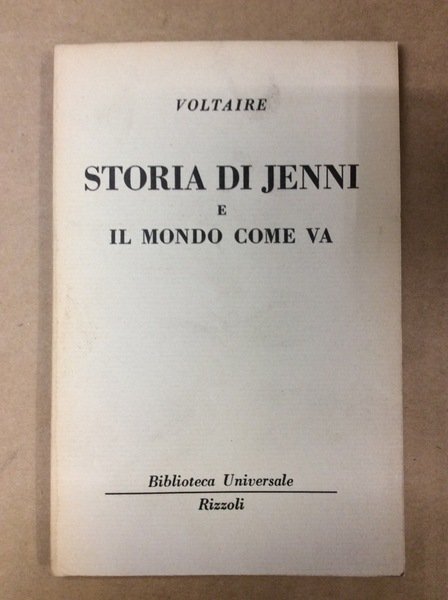 VOLTAIRE
STORIA DI JENNI
E
IL MONDO COME VA
Biblioteca Universale
Rizzoli